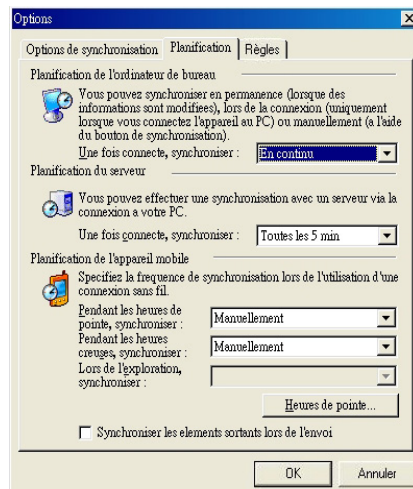 Options
Options de synchronisation Planification Règles
Planification de l'ordinateur de bureau
Vous pouvez synchroniser en permanence (lorsque des
informations sont modifiees), lors de la connexion (uniquement
lorsque vous connectez l'appareil au PC) ou manuellement (a l'aide
du bouton de synchronisation).
Une fois connecte, synchroniser : En continu
Planification du serveur
Vous pouvez effectuer une synchronisation avec un serveur via la
connexion a votre PC.
Une fois connecte, synchroniser : Toutes les 5 min
Planification de l'appareil mobile
Specifiez la frequence de synchronisation lors de l'utilisation d'une
connexion sans fil.
Pendant les heures de
pointe, synchroniser : Manuellement
Pendant les heures
creuses, synchroniser : Manuellement
Lors de l'exploration,
synchroniser :
Heures de pointe...
Synchroniser les elements sortants lors de l'envoi
OK Annuler